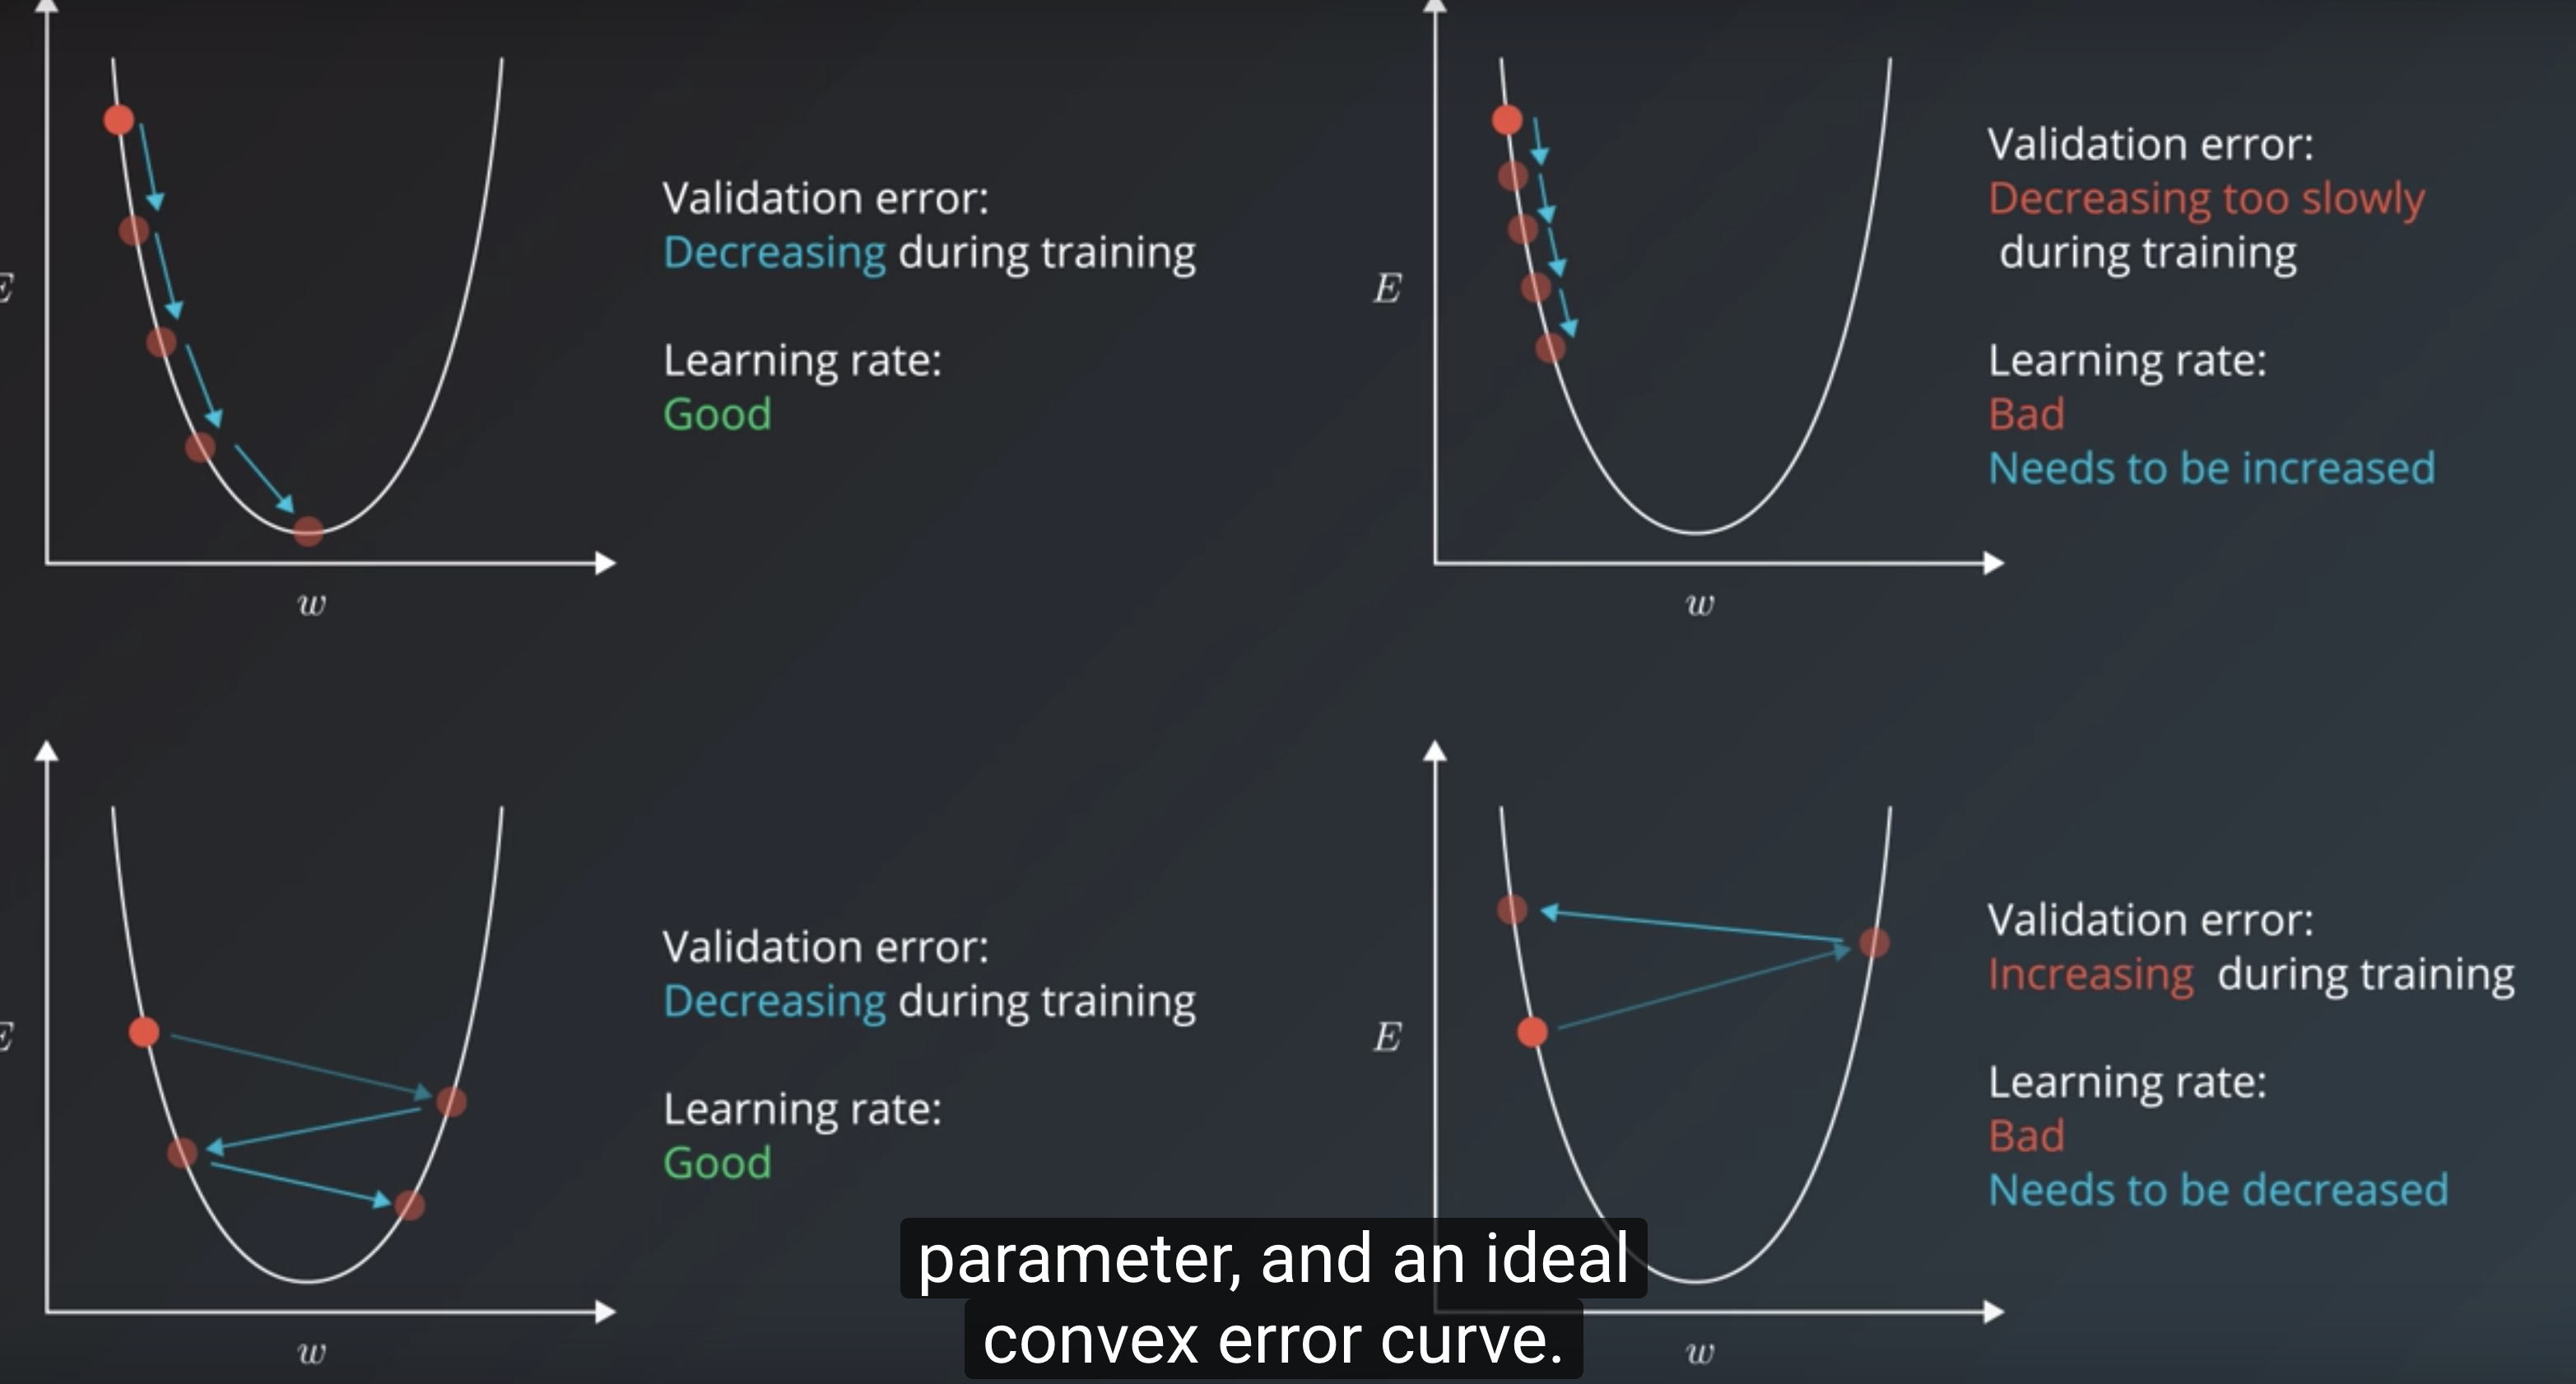 E
w
Validation error:
Decreasing during training
Learning rate:
Good
E
w
Validation error:
Decreasing too slowly
during training
Learning rate:
Bad
Needs to be increased
E
w
Validation error:
Decreasing during training
Learning rate:
Good
E
w
Validation error:
Increasing during training
Learning rate:
Bad
Needs to be decreased
parameter, and an ideal
convex error curve.